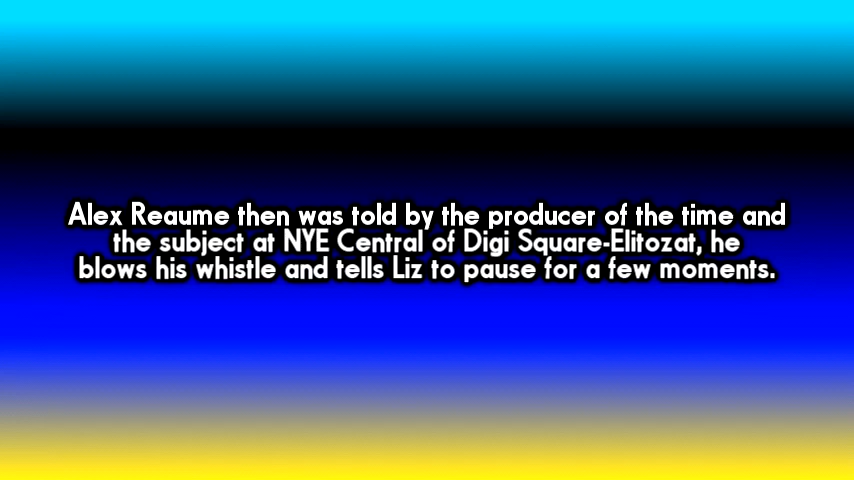 Alex Reaume then was told by the producer of the time and
the subject at NYE Central of Digi Square-Elitozat, he
blows his whistle and tells Liz to pause for a few moments.